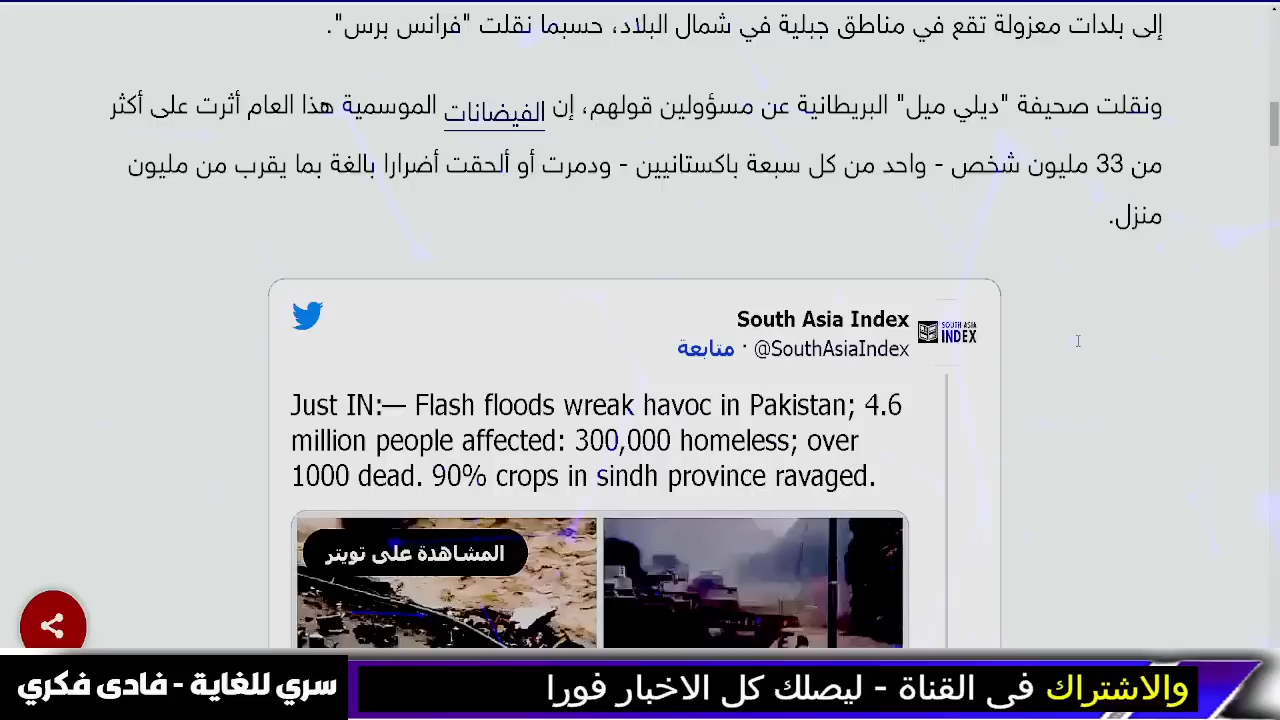 إلى بلدات معزولة تقع في مناطق جبلية في شمال البلاد، حسبما نقلت "فرانس برس".
ونقلت صحيفة "ديلي ميل" البريطانية عن مسؤولين قولهم، إن الفيضانات الموسمية هذا العام أثرت على أكثر
من 33 مليون شخص - واحد من كل سبعة باكستانيين - ودمرت أو ألحقت أضرارا بالغة بما يقرب من مليون
منزل.
South Asia Index
@SouthAsiaIndex · متابعة
SOUTH ASIA
INDEX
Just IN:— Flash floods wreak havoc in Pakistan; 4.6
million people affected: 300,000 homeless; over
1000 dead. 90% crops in sindh province ravaged.
المشاهدة على تويتر
والاشتراك فى القناة - ليصلك كل الاخبار فورا
سري للغاية - فادى فكري